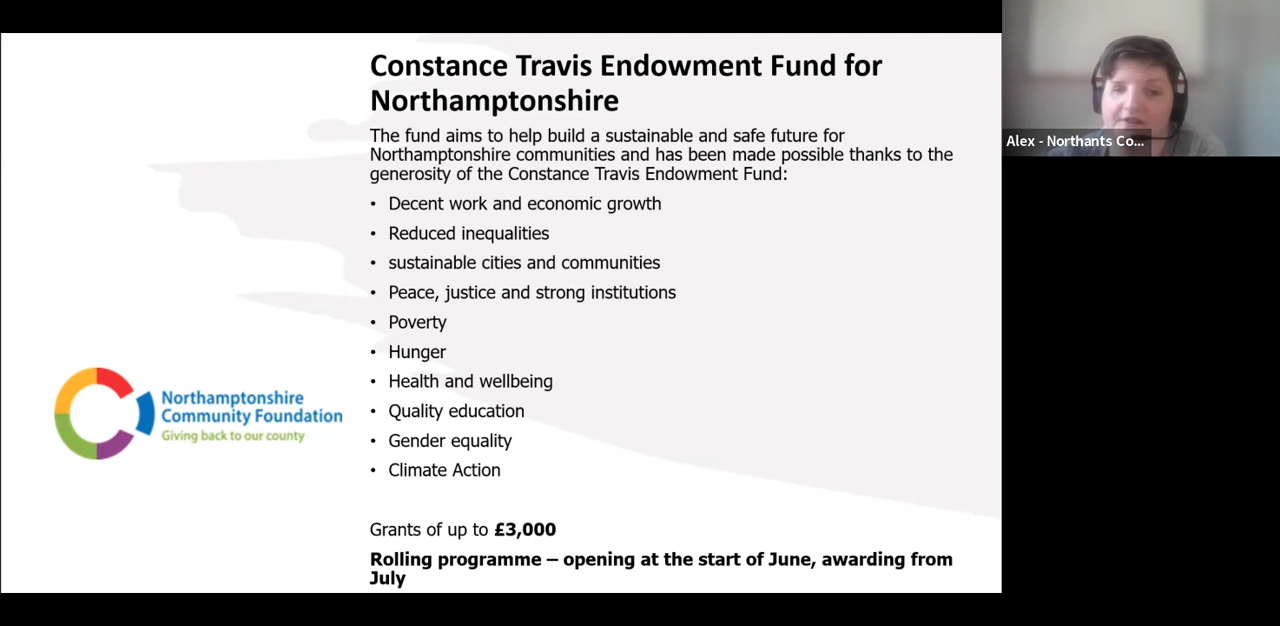 Constance Travis Endowment Fund for
Northamptonshire
The fund aims to help build a sustainable and safe future for
Northamptonshire communities and has been made possible thanks to the
generosity of the Constance Travis Endowment Fund:
• Decent work and economic growth
• Reduced inequalities
• sustainable cities and communities
• Peace, justice and strong institutions
• Poverty
• Hunger
• Health and wellbeing
• Quality education
• Gender equality
• Climate Action
Grants of up to £3,000
Rolling programme – opening at the start of June, awarding from
July
Northamptonshire
Community Foundation
Giving back to our county
Alex - Northants Co...